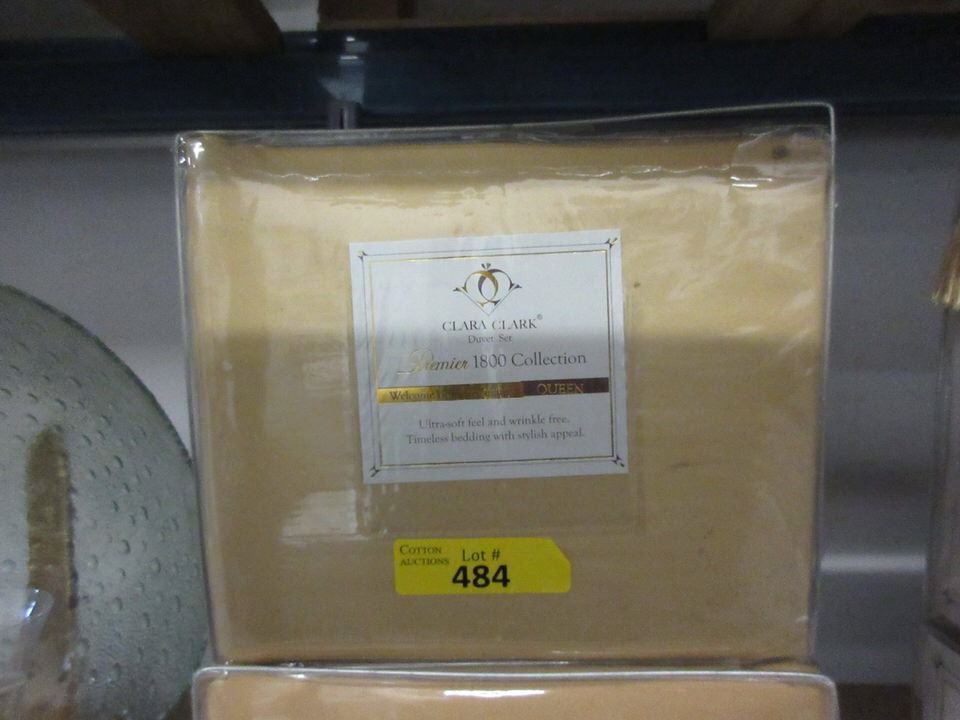 CLARA CLARK®
Duvet Set
Premier 1800 Collection
Welcome QUEEN
Ultra-soft feel and wrinkle free.
Timeless bedding with stylish appeal.
COTTON
AUCTIONS
Lot #
484